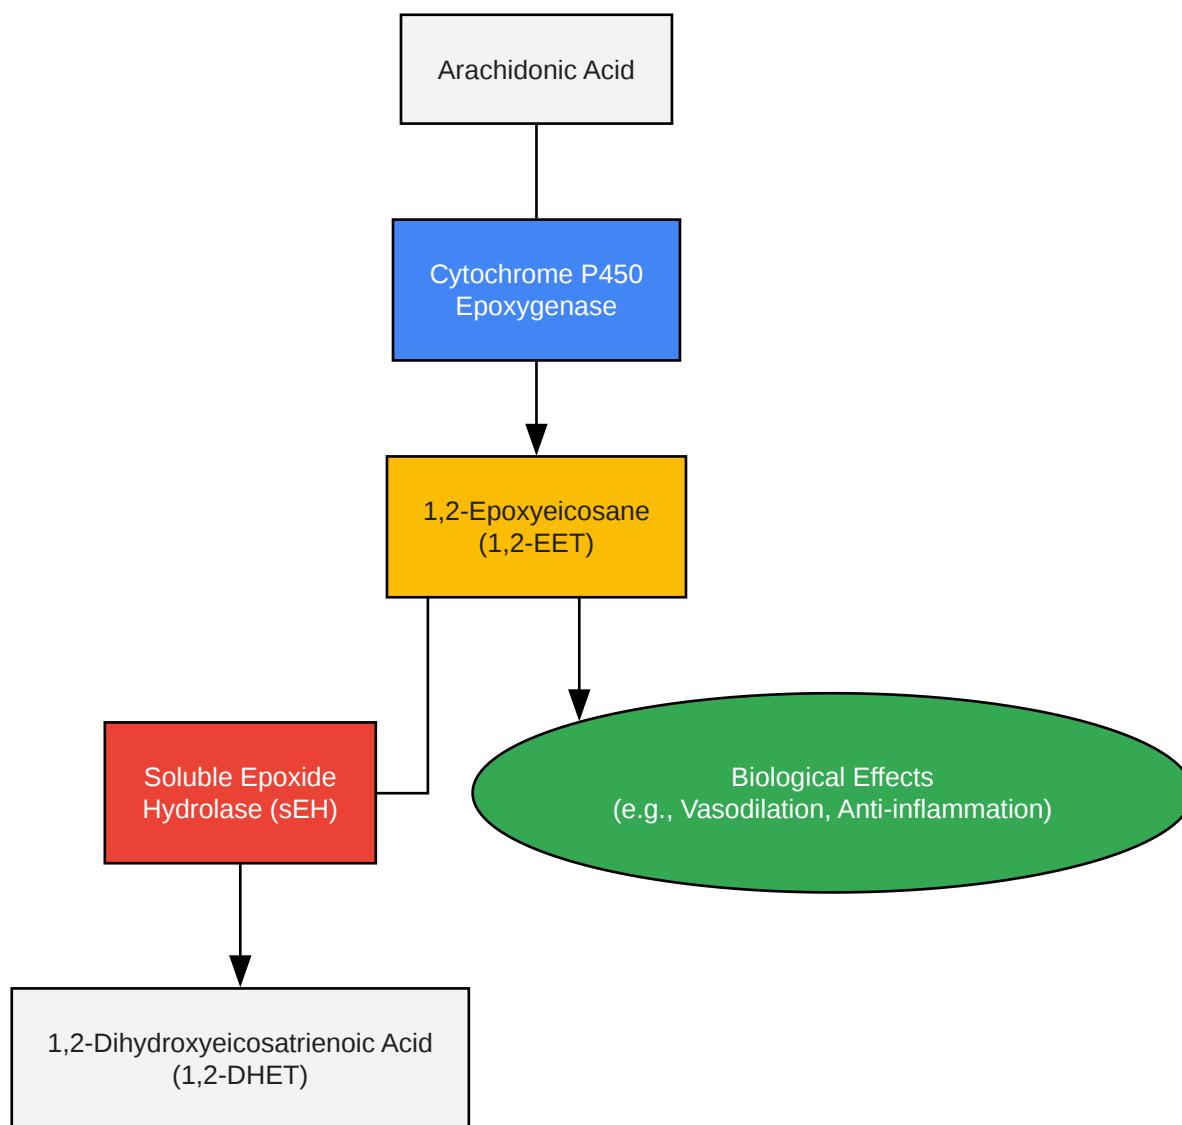 Arachidonic Acid
Cytochrome P450
Epoxygenase
1,2-Epoxyeicosane
(1,2-EET)
Soluble Epoxide
Hydrolase (sEH)
Biological Effects
(e.g., Vasodilation, Anti-inflammation)
1,2-Dihydroxyeicosatrienoic Acid
(1,2-DHET)